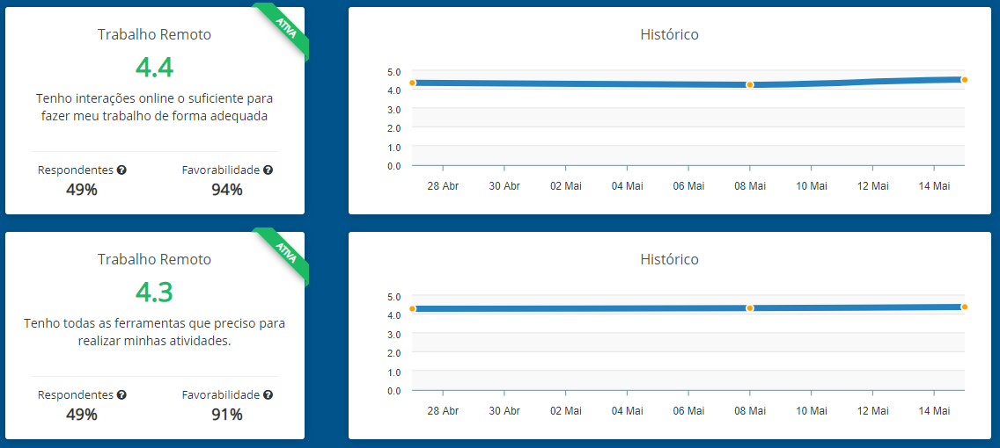 Trabalho Remoto
ATIVA
4.4
Tenho interações online o suficiente para
fazer meu trabalho de forma adequada
Respondentes ?
Favorabilidade ?
49%
94%
Histórico
5.0
4.0
3.0
2.0
1.0
0.0
28 Abr
30 Abr
02 Mai
04 Mai
06 Mai
08 Mai
10 Mai
12 Mai
14 Mai
Trabalho Remoto
ATIVA
4.3
Tenho todas as ferramentas que preciso para
realizar minhas atividades.
Respondentes ?
Favorabilidade ?
49%
91%
Histórico
5.0
4.0
3.0
2.0
1.0
0.0
28 Abr
30 Abr
02 Mai
04 Mai
06 Mai
08 Mai
10 Mai
12 Mai
14 Mai